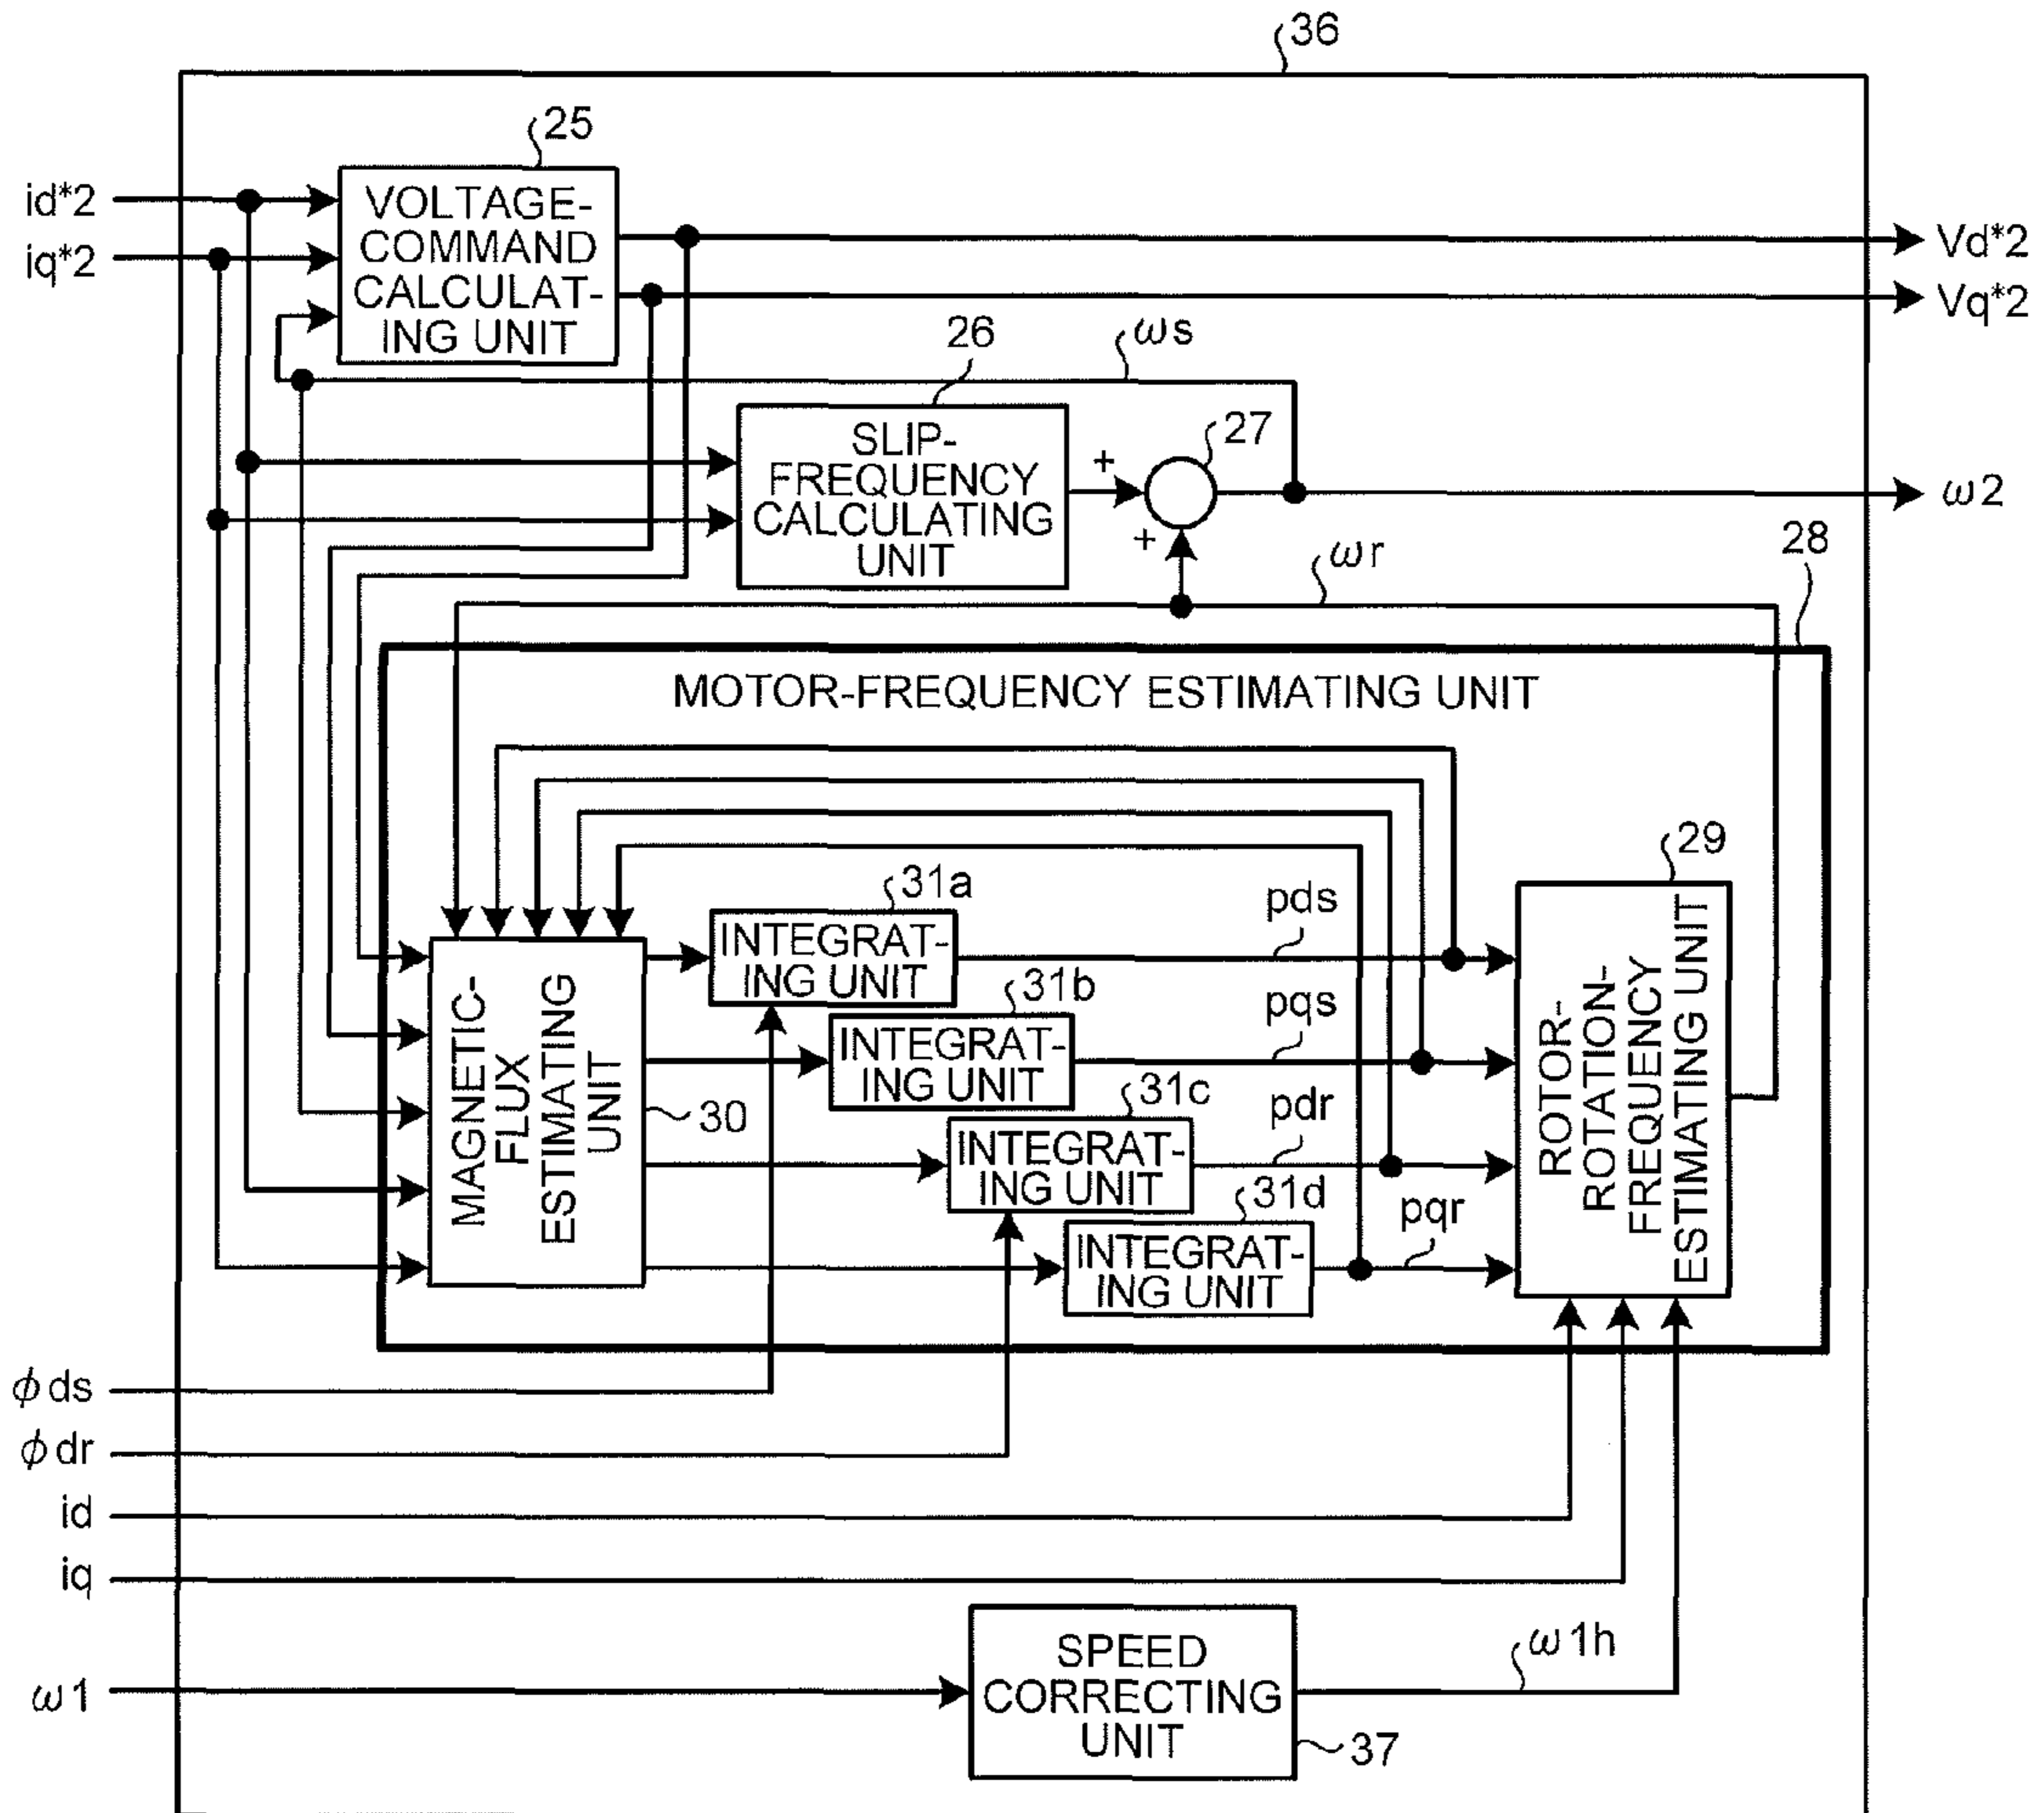 36
25
id*2
iq*2
VOLTAGE-
COMMAND
CALCULAT-
ING UNIT
Vd*2
Vq*2
26
ωs
SLIP-
FREQUENCY
CALCULATING
UNIT
+
27
+
ω2
ωr
28
MOTOR-FREQUENCY ESTIMATING UNIT
29
31a
INTEGRAT-
ING UNIT
pds
31b
INTEGRAT-
ING UNIT
pqs
31c
INTEGRAT-
ING UNIT
pdr
31d
INTEGRAT-
ING UNIT
pqr
MAGNETIC-
FLUX
ESTIMATING
UNIT
30
ROTOR-
ROTATION-
FREQUENCY
ESTIMATING UNIT
ϕds
ϕdr
id
iq
ω1
SPEED
CORRECTING
UNIT
ω1h
37